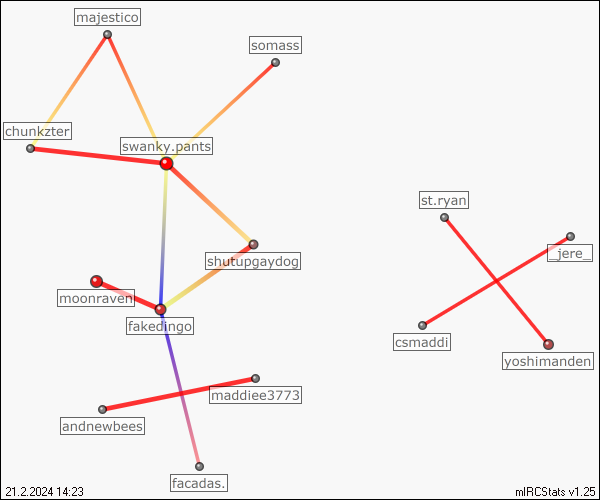 majestico
somass
chunkzter
swanky.pants
st.ryan
_jere_
shutupgaydog
moonraven
fakedingo
csmaddi
yoshimanden
maddiee3773
andnewbees
facadas.
21.2.2024 14:23
mIRCStats v1.25